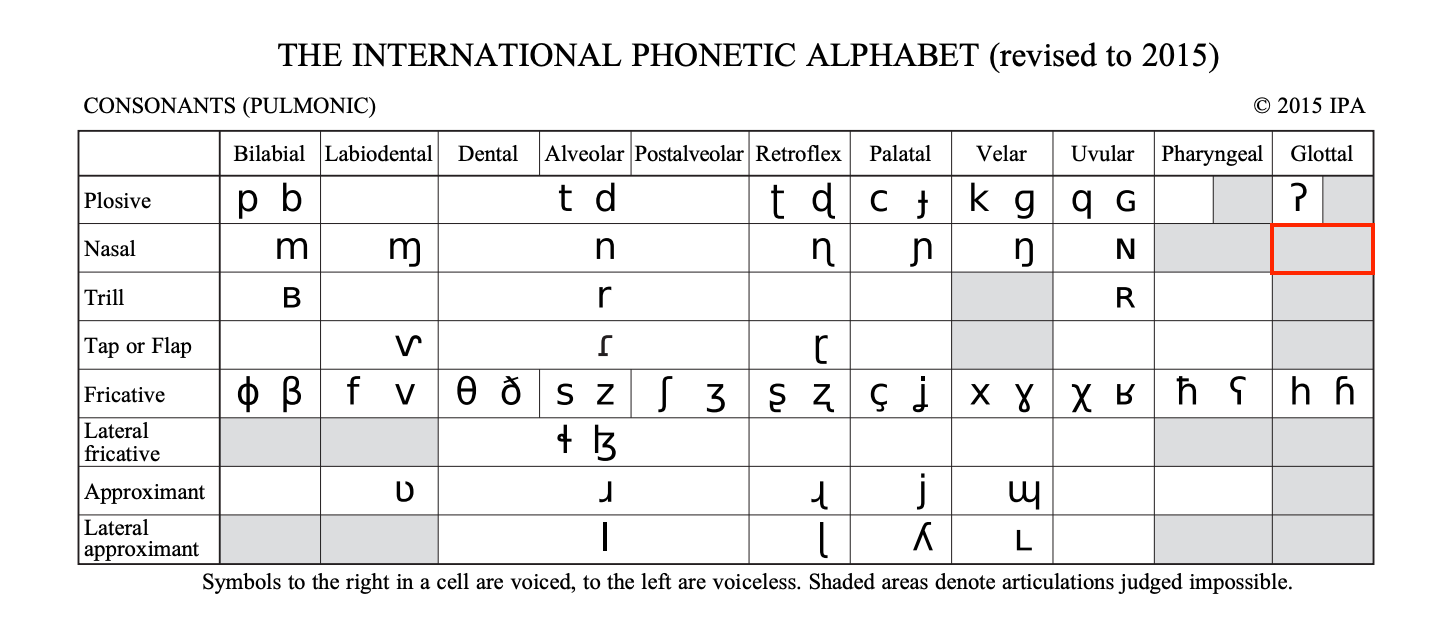 THE INTERNATIONAL PHONETIC ALPHABET (revised to 2015)
CONSONANTS (PULMONIC) © 2015 IPA
Bilabial Labiodental Dental Alveolar Postalveolar Retroflex Palatal Velar Uvular Pharyngeal Glottal
Plosive p b t d ʈ ɖ c ɟ k ɡ q ɢ ʔ
Nasal m ɱ n ɳ ɲ ŋ ɴ
Trill ʙ r ʀ
Tap or Flap ⱱ ɾ ɽ
Fricative ɸ β f v θ ð s z ʃ ʒ ʂ ʐ ç ʝ x ɣ χ ʁ ħ ʕ h ɦ
Lateral
fricative ɬ ɮ
Approximant ʋ ɹ ɻ j ɰ
Lateral
approximant l ɭ ʎ ʟ
Symbols to the right in a cell are voiced, to the left are voiceless. Shaded areas denote articulations judged impossible.